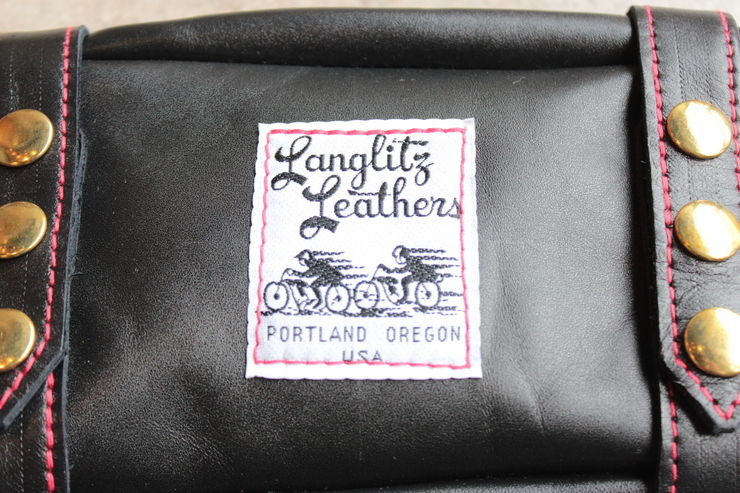 Langlitz
Leathers
PORTLAND OREGON
USA